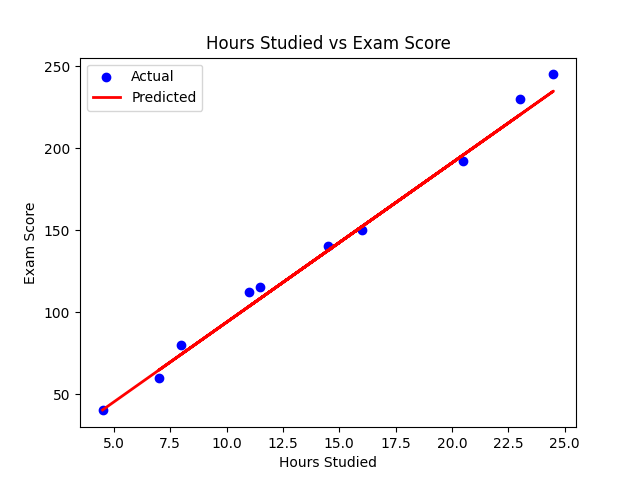 Hours Studied vs Exam Score
Actual
Predicted
Exam Score
250
200
150
100
50
5.0 7.5 10.0 12.5 15.0 17.5 20.0 22.5 25.0
Hours Studied